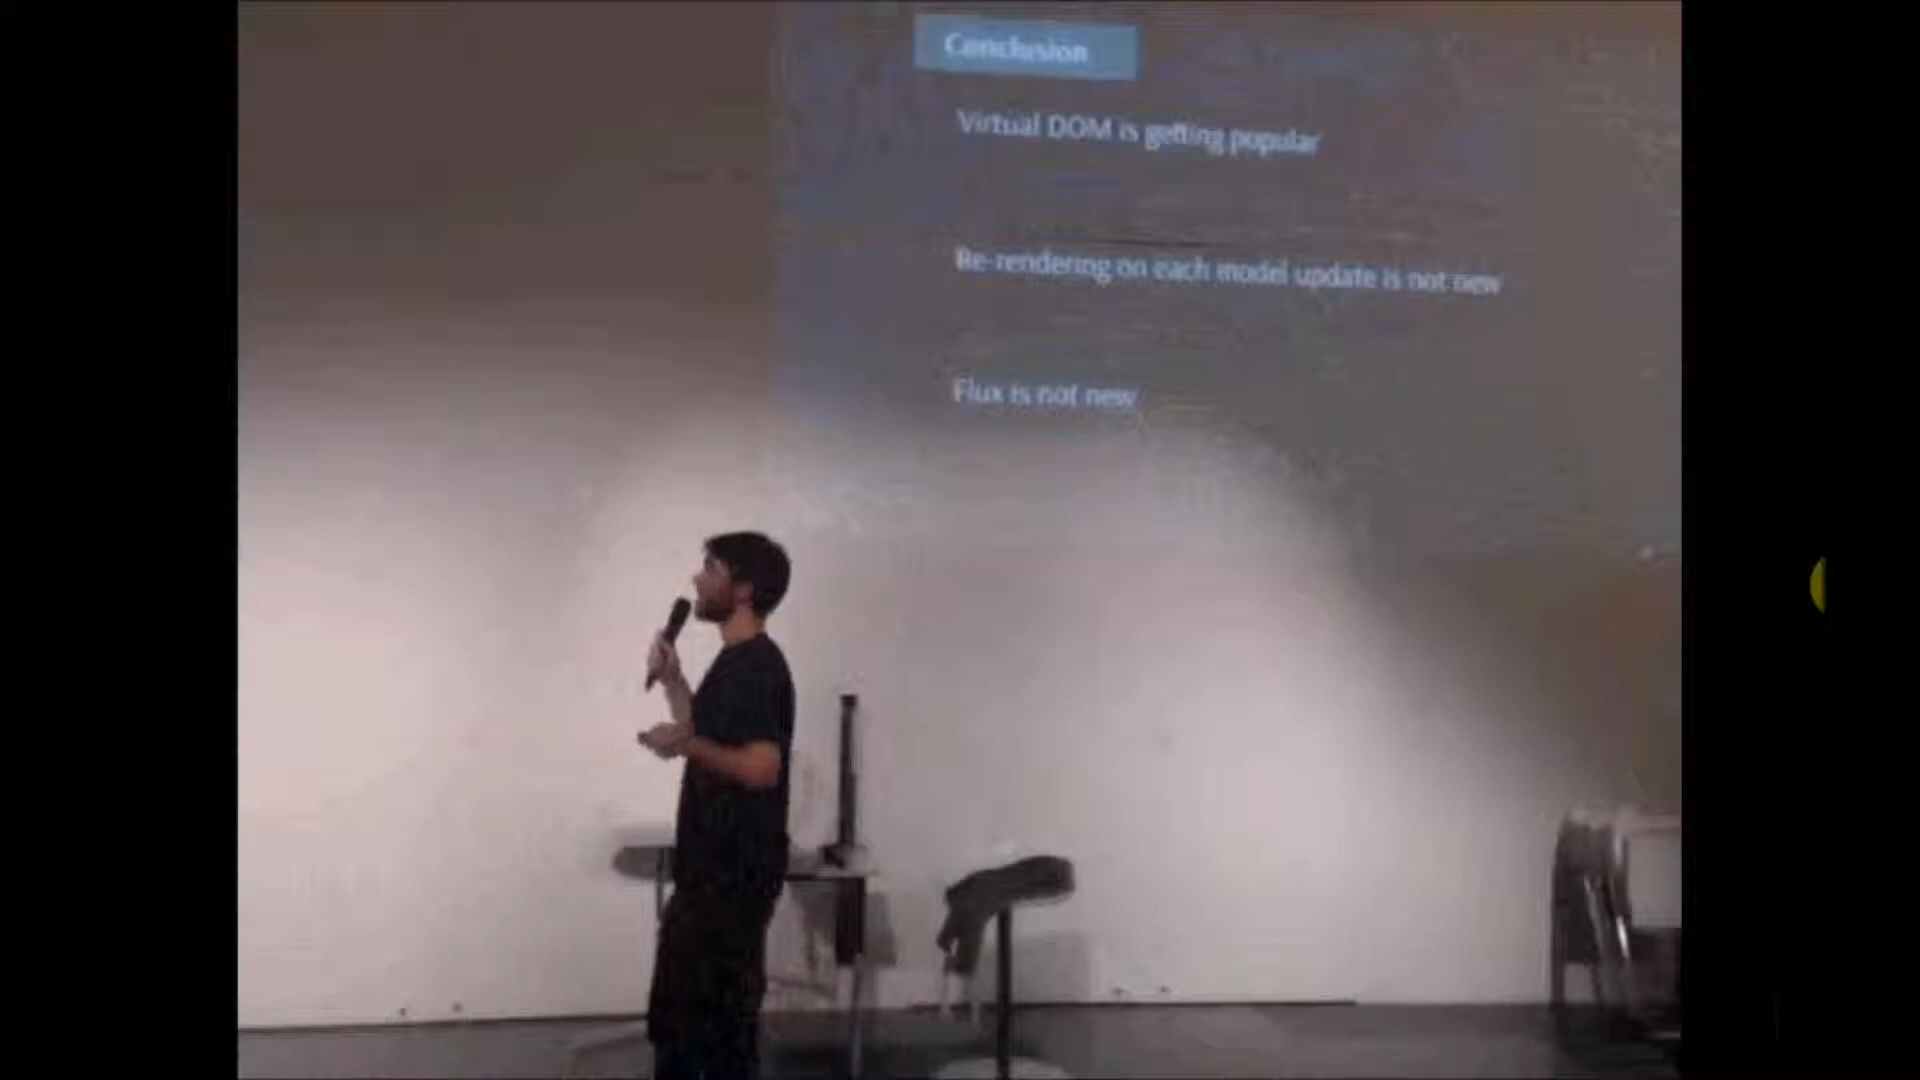 Conclusion
Virtual DOM is getting popular
Re-rendering on each model update is not new
Flux is not new